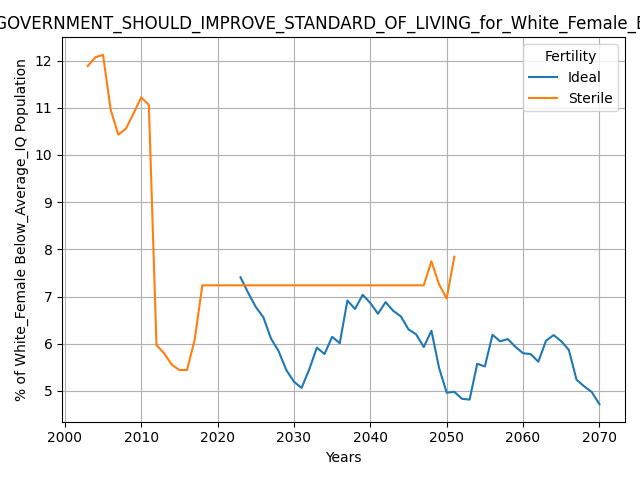 GOVERNMENT_SHOULD_IMPROVE_STANDARD_OF_LIVING_for_White_Female_B
Fertility
Ideal
Sterile
% of White_Female Below_Average_IQ Population
12
11
10
9
8
7
6
5
2000 2010 2020 2030 2040 2050 2060 2070
Years